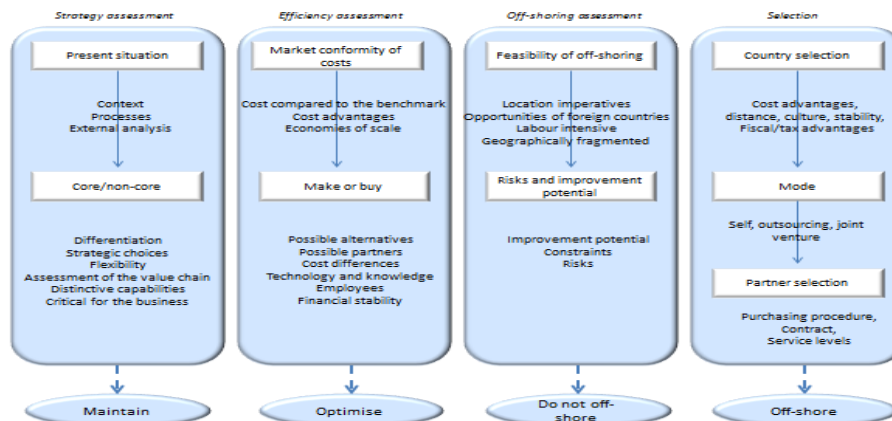 Strategy assessment
Present situation
Context
Processes
External analysis
Core/non-core
Differentiation
Strategic choices
Flexibility
Assessment of the value chain
Distinctive capabilities
Critical for the business
Maintain
Efficiency assessment
Market conformity of
costs
Cost compared to the benchmark
Cost advantages
Economies of scale
Make or buy
Possible alternatives
Possible partners
Cost differences
Technology and knowledge
Employees
Financial stability
Optimise
Off-shoring assessment
Feasibility of off-shoring
Location imperatives
Opportunities of foreign countries
Labour intensive
Geographically fragmented
Risks and improvement
potential
Improvement potential
Constraints
Risks
Do not off-
shore
Selection
Country selection
Cost advantages,
distance, culture, stability,
Fiscal/tax advantages
Mode
Self, outsourcing, joint
venture
Partner selection
Purchasing procedure,
Contract,
Service levels
Off-shore